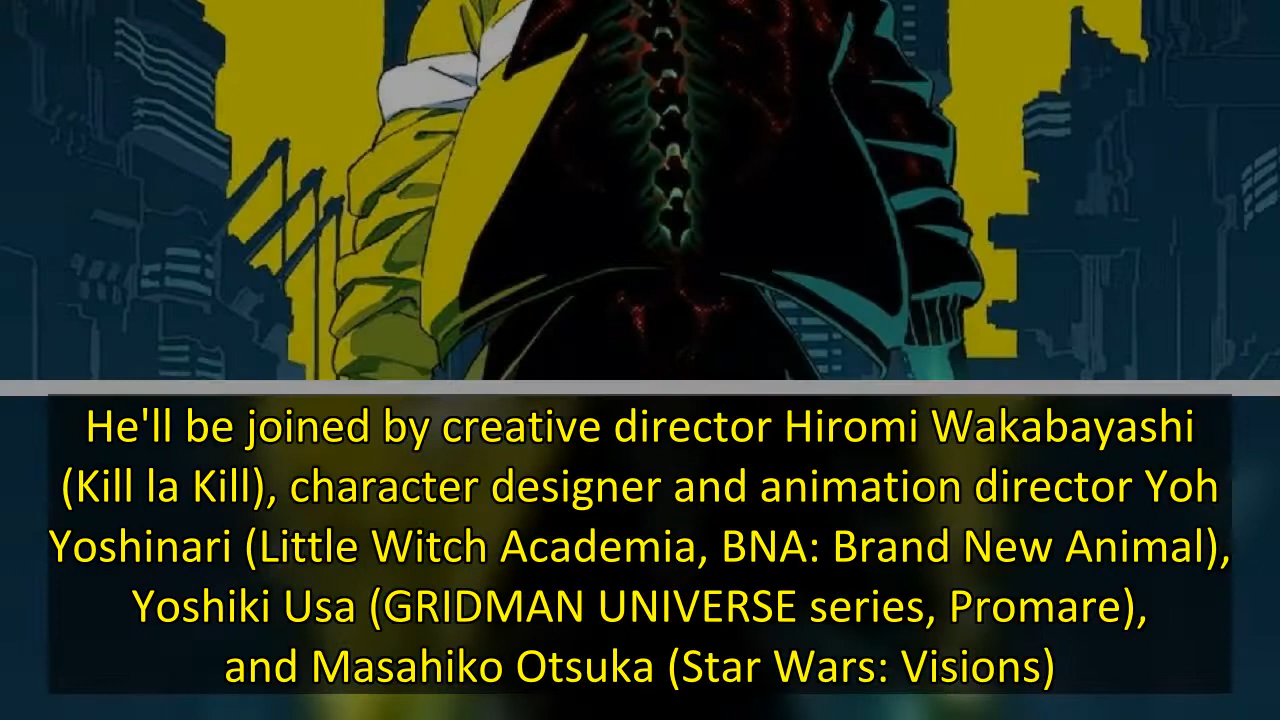 He'll be joined by creative director Hiromi Wakabayashi
(Kill la Kill), character designer and animation director Yoh
Yoshinari (Little Witch Academia, BNA: Brand New Animal),
Yoshiki Usa (GRIDMAN UNIVERSE series, Promare),
and Masahiko Otsuka (Star Wars: Visions)